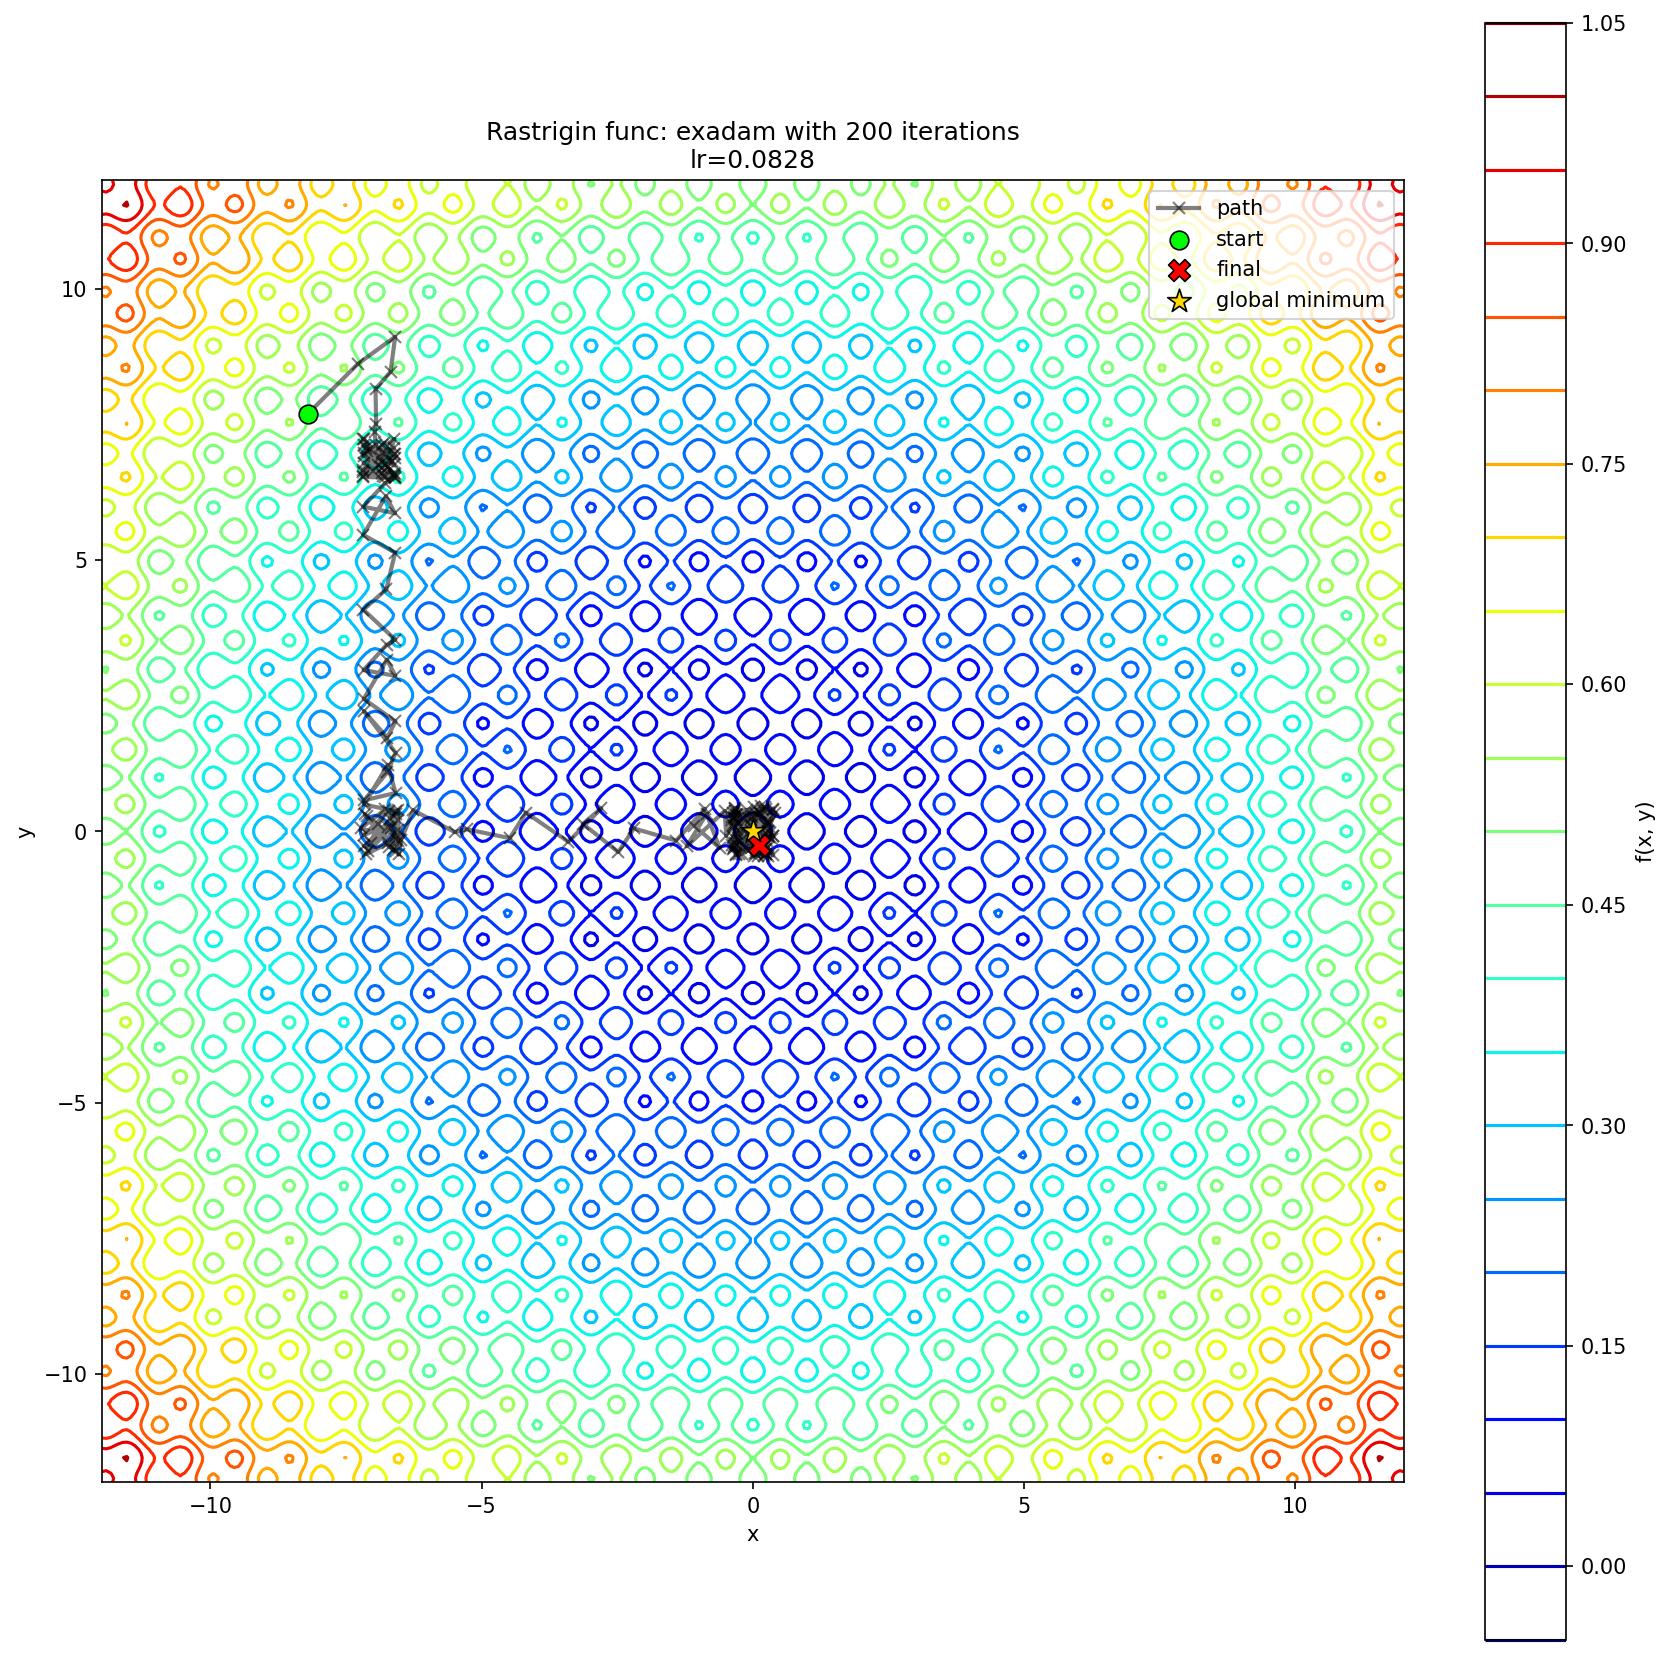 Rastrigin func: exadam with 200 iterations
lr=0.0828
path
start
final
global minimum
10
5
0
−5
−10
y
−10
−5
0
5
10
x
1.05
0.90
0.75
0.60
0.45
0.30
0.15
0.00
f(x, y)